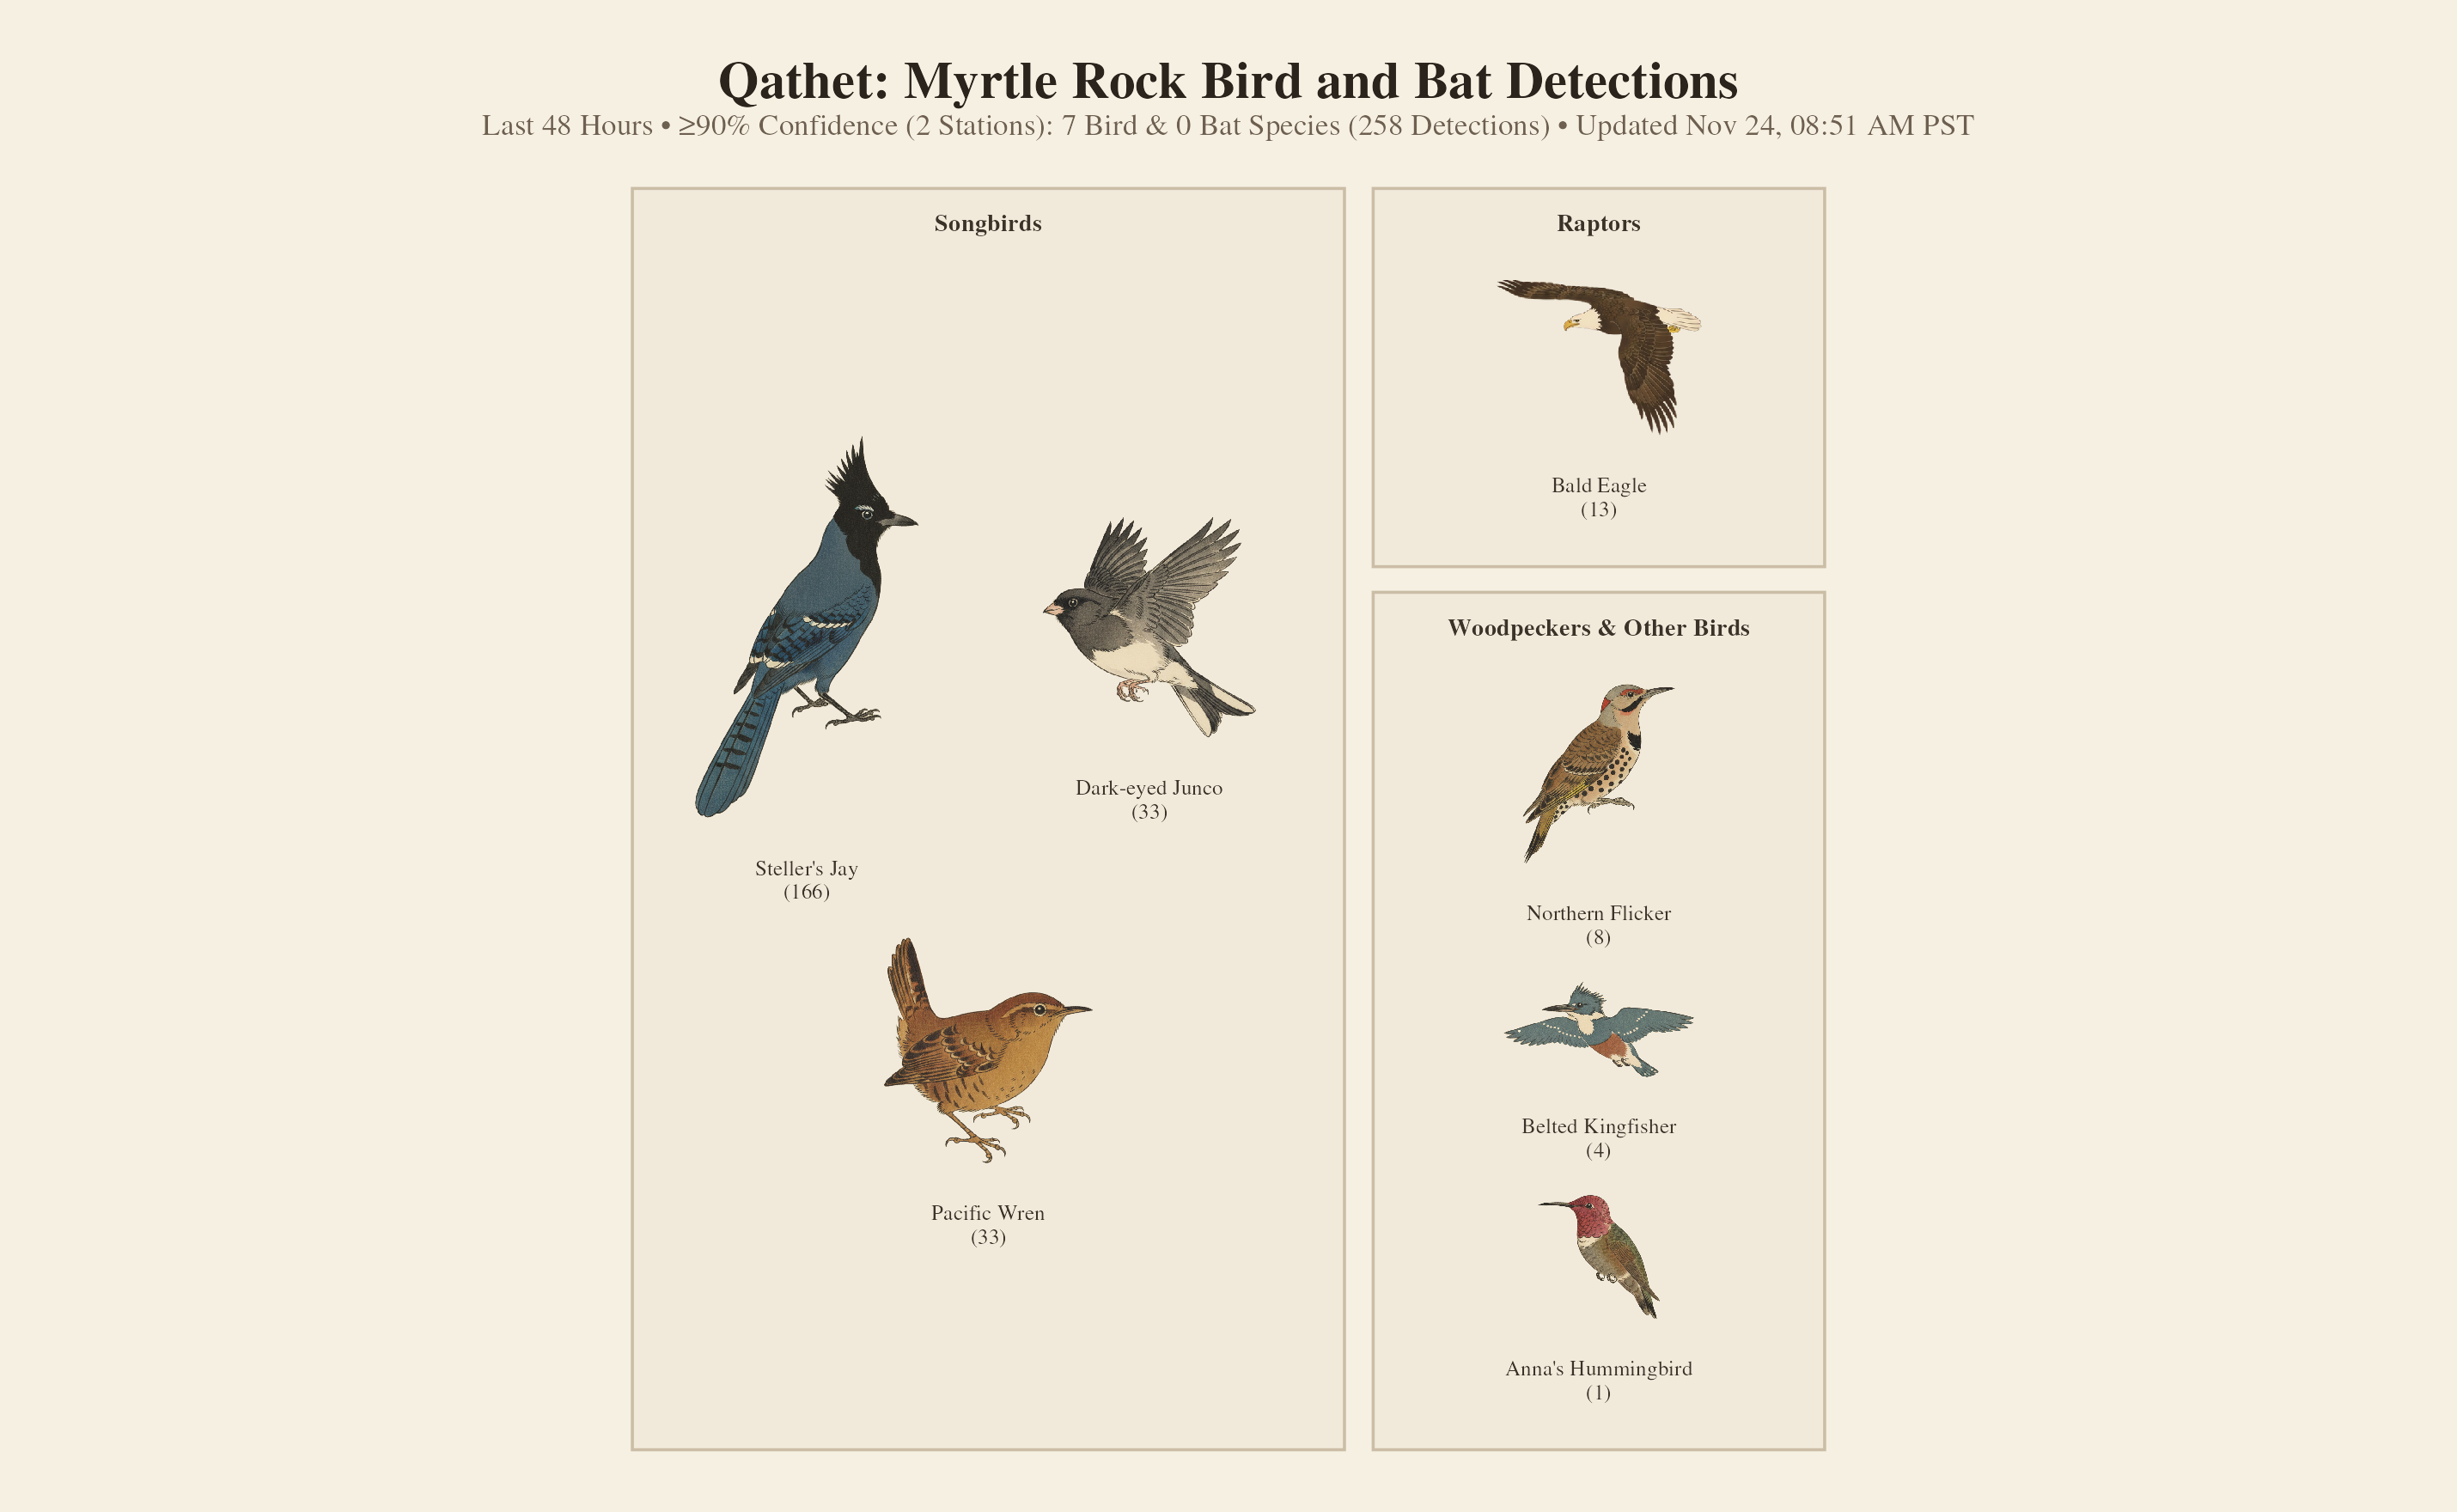 Qathet: Myrtle Rock Bird and Bat Detections
Last 48 Hours • ≥90% Confidence (2 Stations): 7 Bird & 0 Bat Species (258 Detections) • Updated Nov 24, 08:51 AM PST
Songbirds
Steller's Jay
(166)
Dark-eyed Junco
(33)
Pacific Wren
(33)
Raptors
Bald Eagle
(13)
Woodpeckers & Other Birds
Northern Flicker
(8)
Belted Kingfisher
(4)
Anna's Hummingbird
(1)